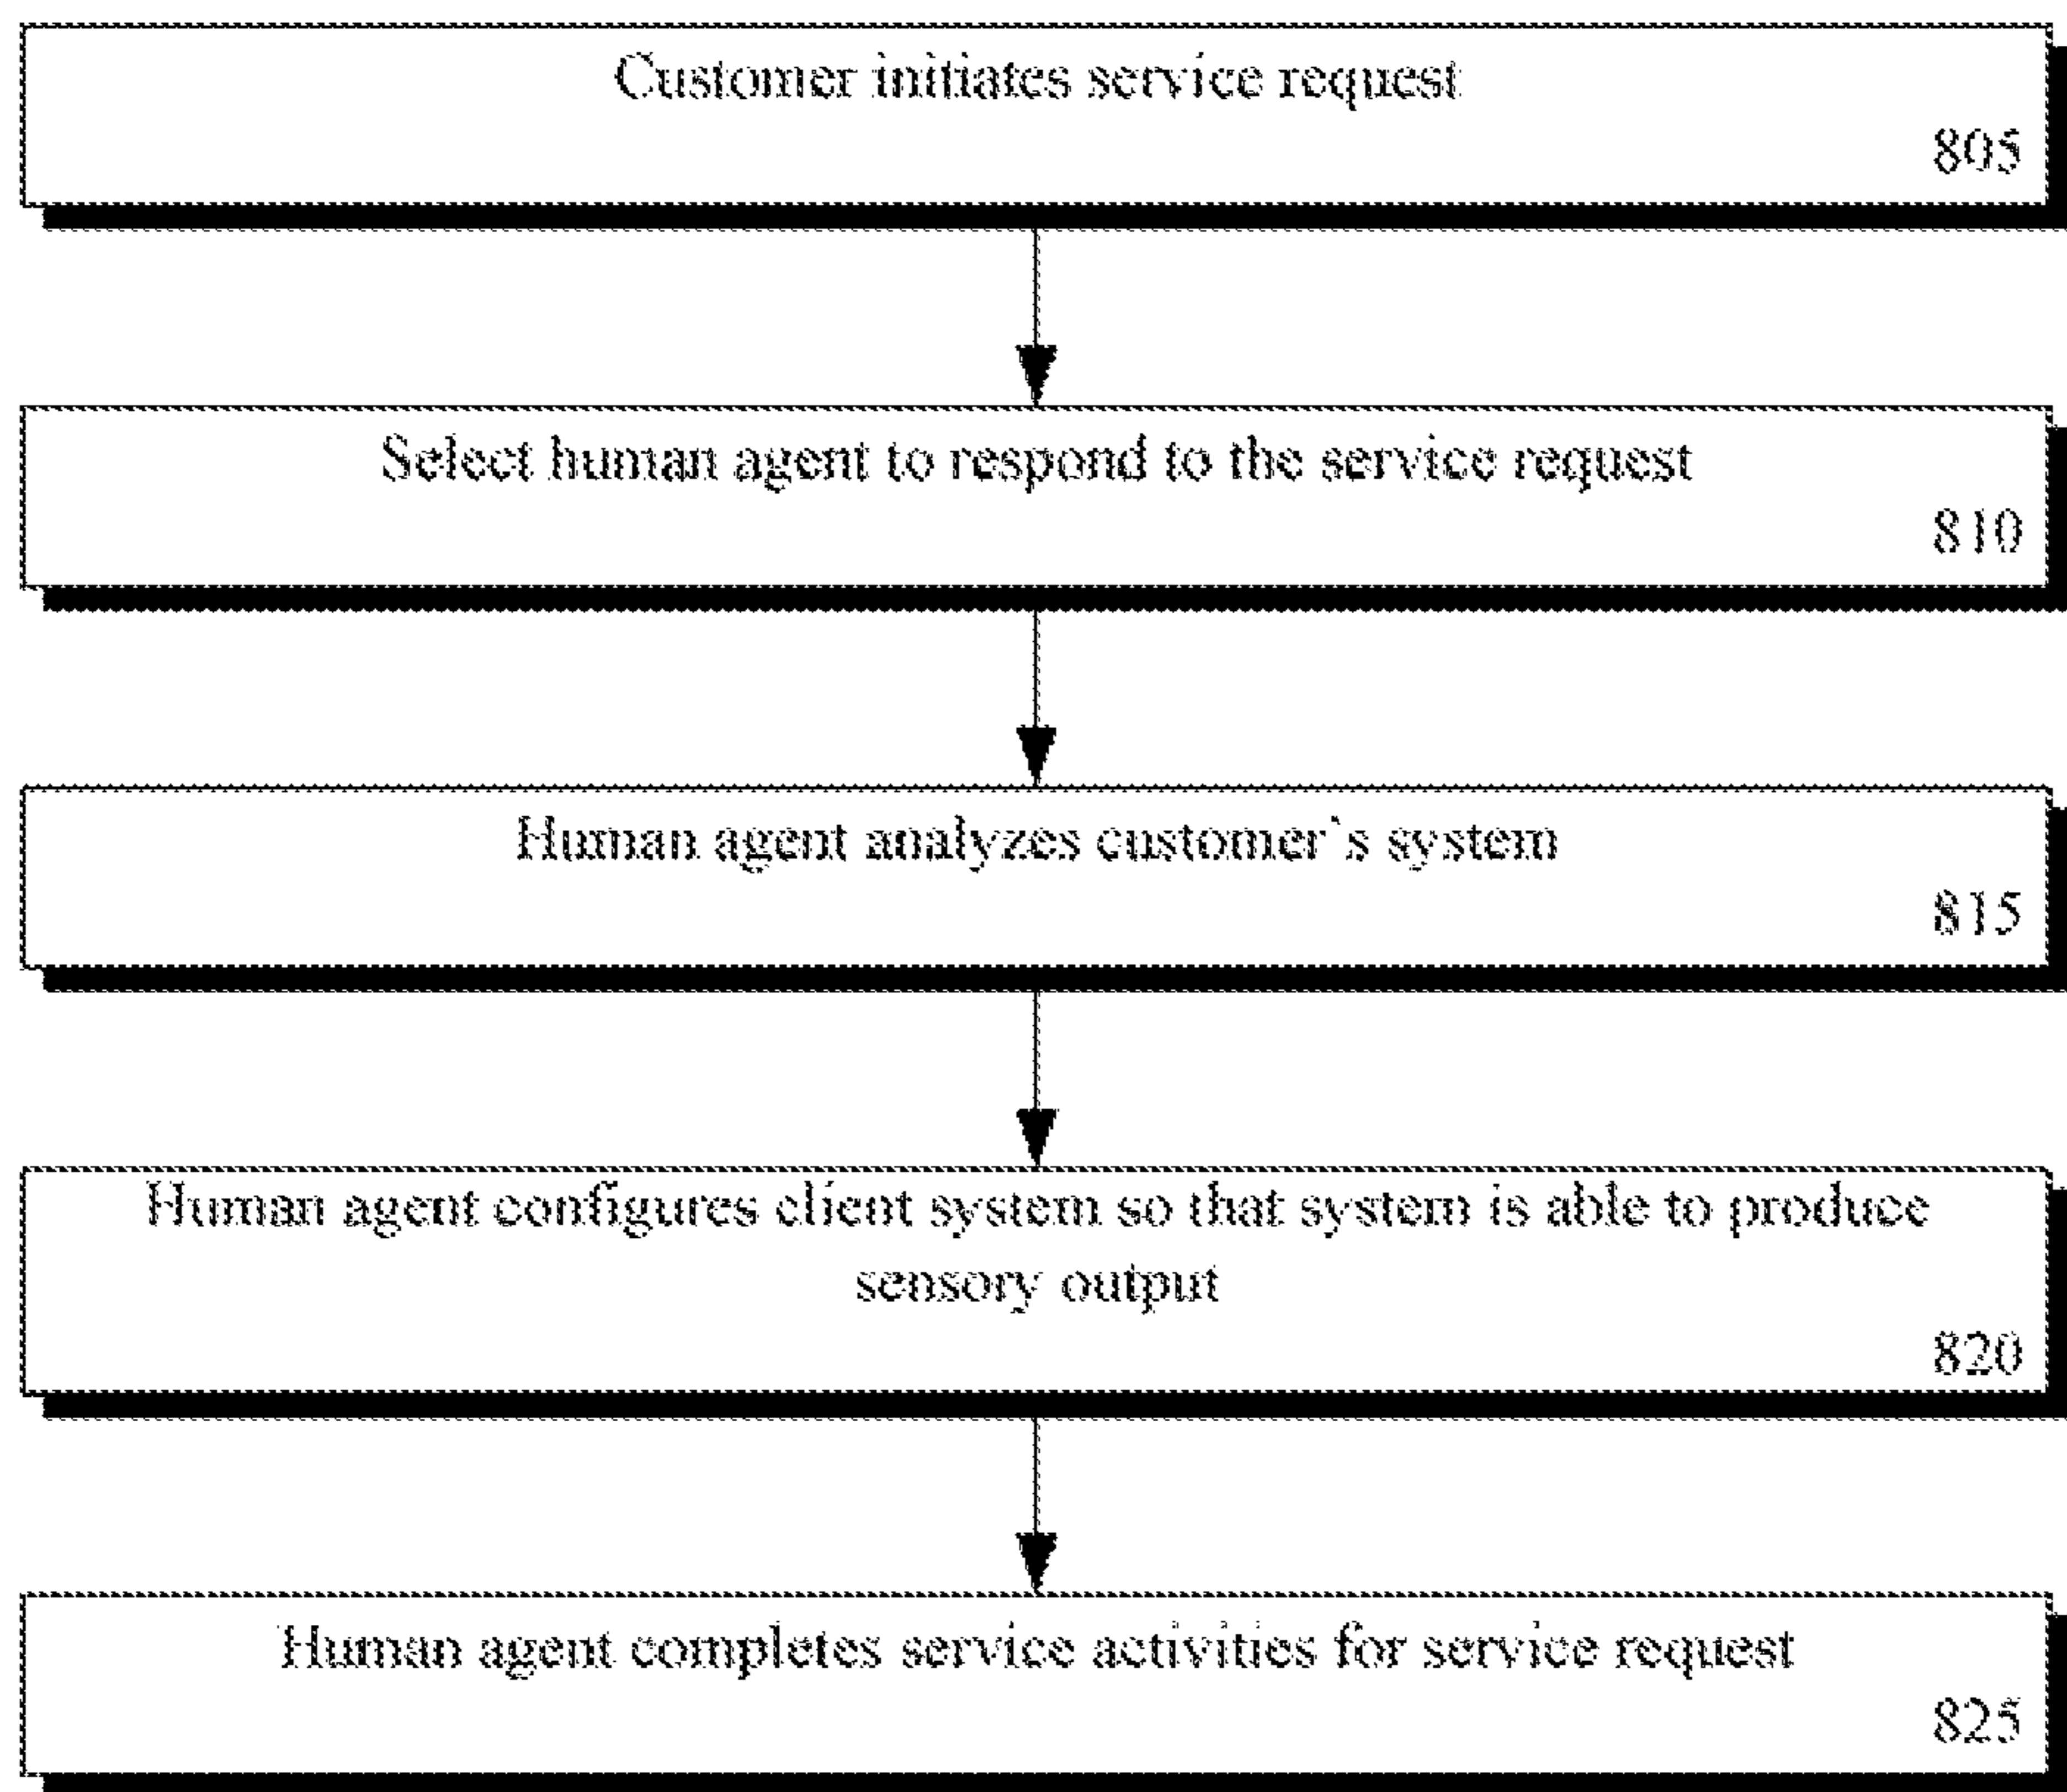 Customer initiates service request
805
Select human agent to respond to the service request
810
Human agent analyzes customer`s system
815
Human agent configures client system so that system is able to produce
sensory output
820
Human agent completes service activities for service request
825